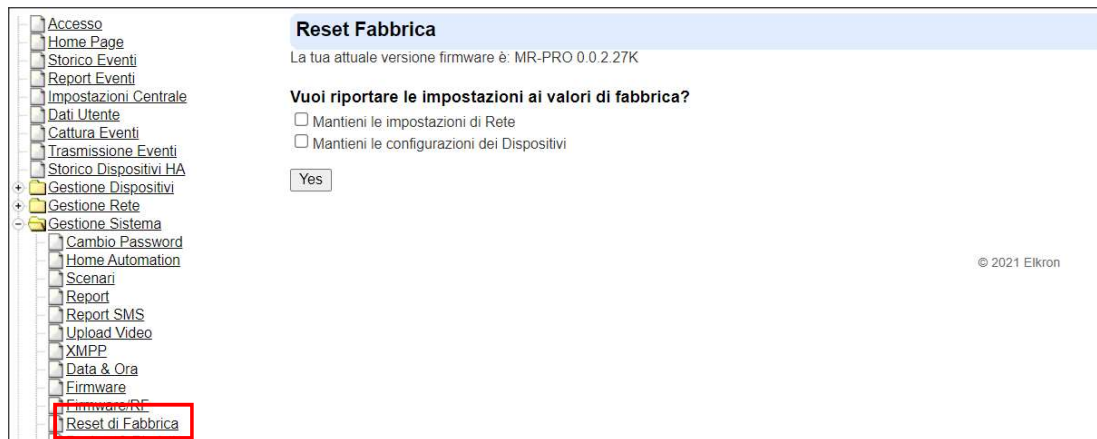 Accesso
Home Page
Storico Eventi
Report Eventi
Impostazioni Centrale
Dati Utente
Cattura Eventi
Trasmissione Eventi
Storico Dispositivi HA
Gestione Dispositivi
Gestione Rete
Gestione Sistema
Cambio Password
Home Automation
Scenari
Report
Report SMS
Upload Video
XMPP
Data & Ora
Firmware
Firmware/RF
Reset di Fabbrica
Reset Fabbrica
La tua attuale versione firmware è: MR-PRO 0.0.2.27K
Vuoi riportare le impostazioni ai valori di fabbrica?
Mantieni le impostazioni di Rete
Mantieni le configurazioni dei Dispositivi
Yes
© 2021 Elkron